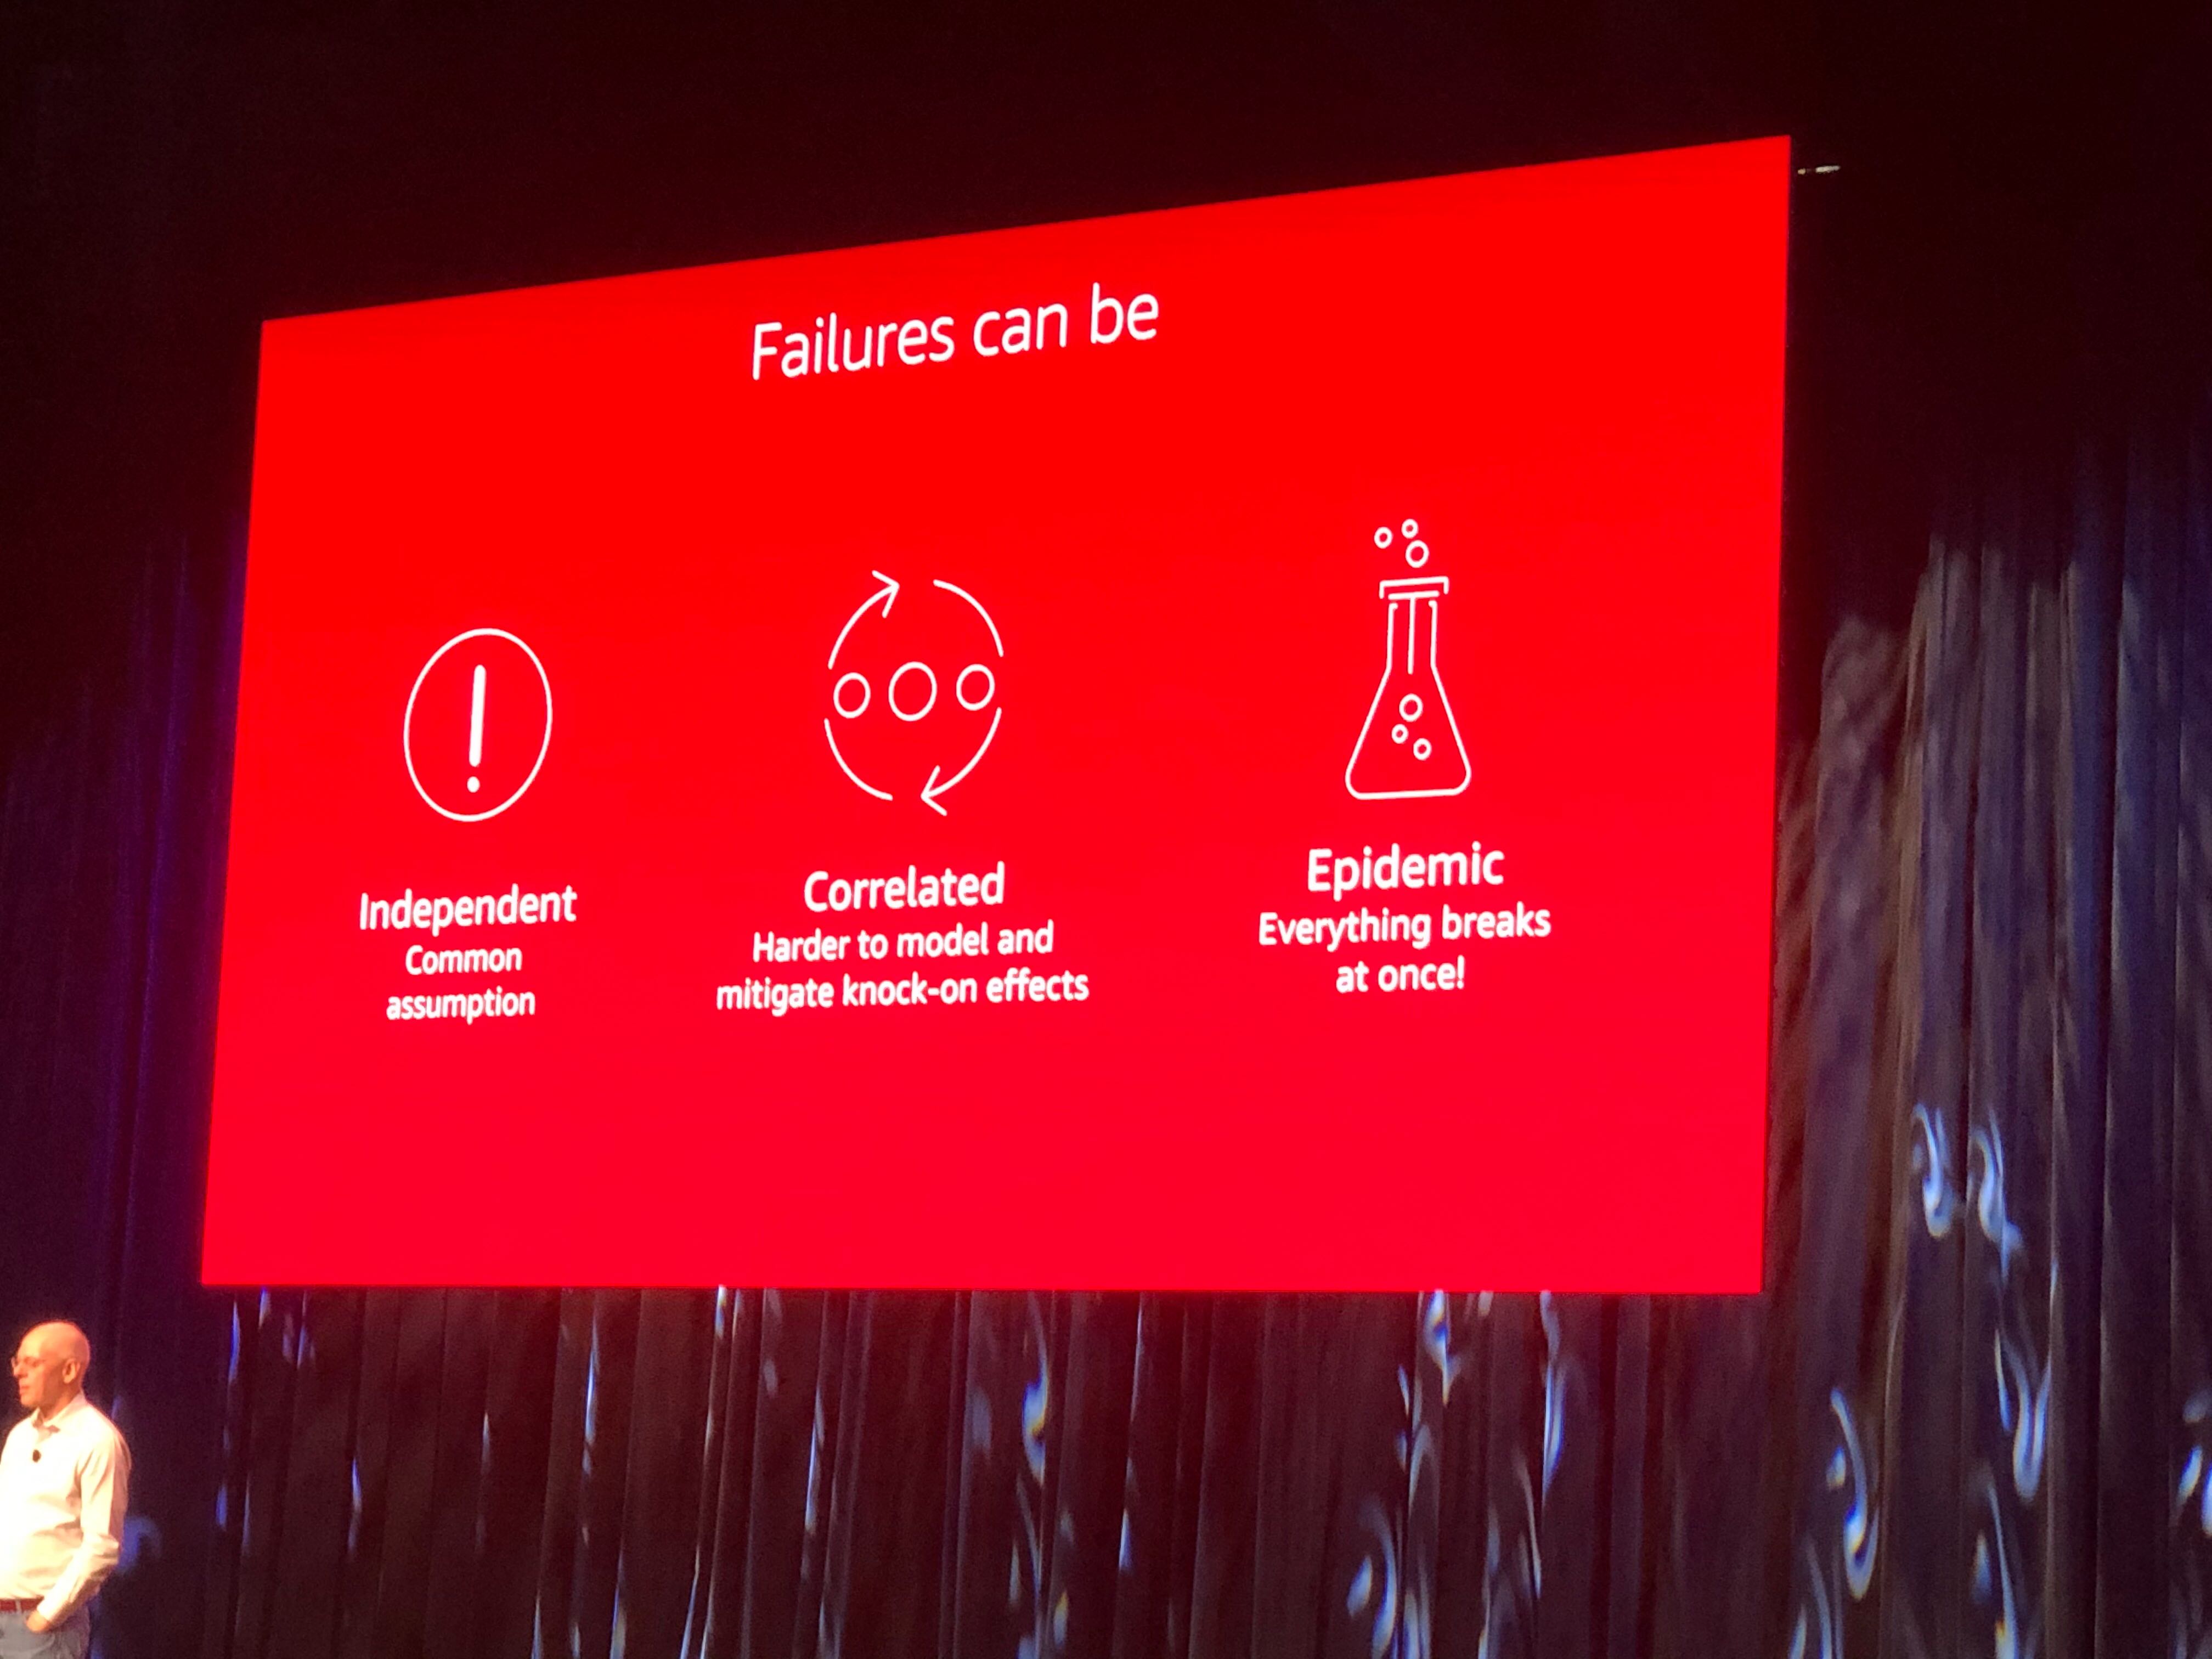 Failures can be
Independent
Common
assumption
Correlated
Harder to model and
mitigate knock-on effects
Epidemic
Everything breaks
at once!